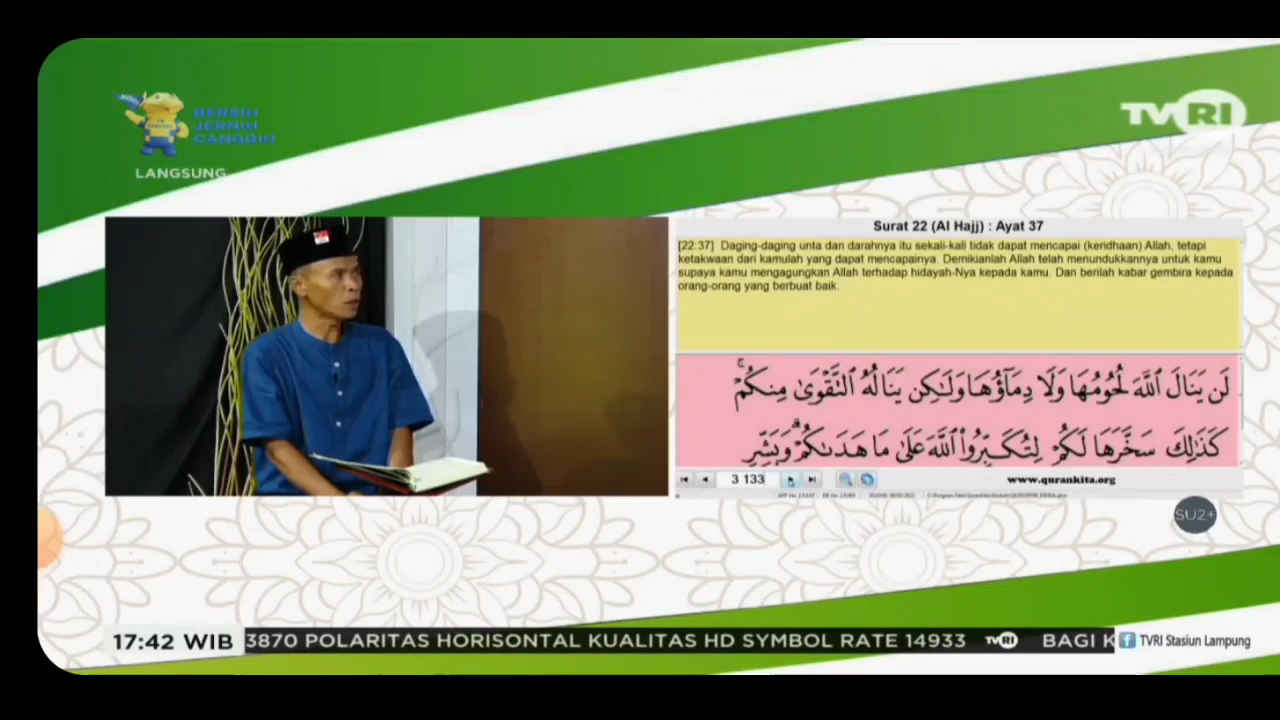 BERSIH
JERNIH
CANGGIH
LANGSUNG
TVRI
Surat 22 (Al Hajj) : Ayat 37
[22:37] Daging-daging unta dan darahnya itu sekali-kali tidak dapat mencapai (keridhaan) Allah, tetapi
ketakwaan dari kamulah yang dapat mencapainya. Demikianlah Allah telah menundukkannya untuk kamu
supaya kamu mengagungkan Allah terhadap hidayah-Nya kepada kamu. Dan berilah kabar gembira kepada
orang-orang yang berbuat baik.
لَن يَنَالَ ٱللَّهَ لُحُومُهَا وَلَا دِمَآؤُهَا وَلَـٰكِن يَنَالُهُ ٱلتَّقْوَىٰ مِنكُمْ ۚ
كَذَٰلِكَ سَخَّرَهَا لَكُمْ لِتُكَبِّرُوا۟ ٱللَّهَ عَلَىٰ مَا هَدَىٰكُمْ ۗ وَبَشِّرِ
3 133
www.qurankita.org
SU2+
17:42 WIB
3870 POLARITAS HORISONTAL KUALITAS HD SYMBOL RATE 14933 TVRI BAGI K
TVRI Stasiun Lampung